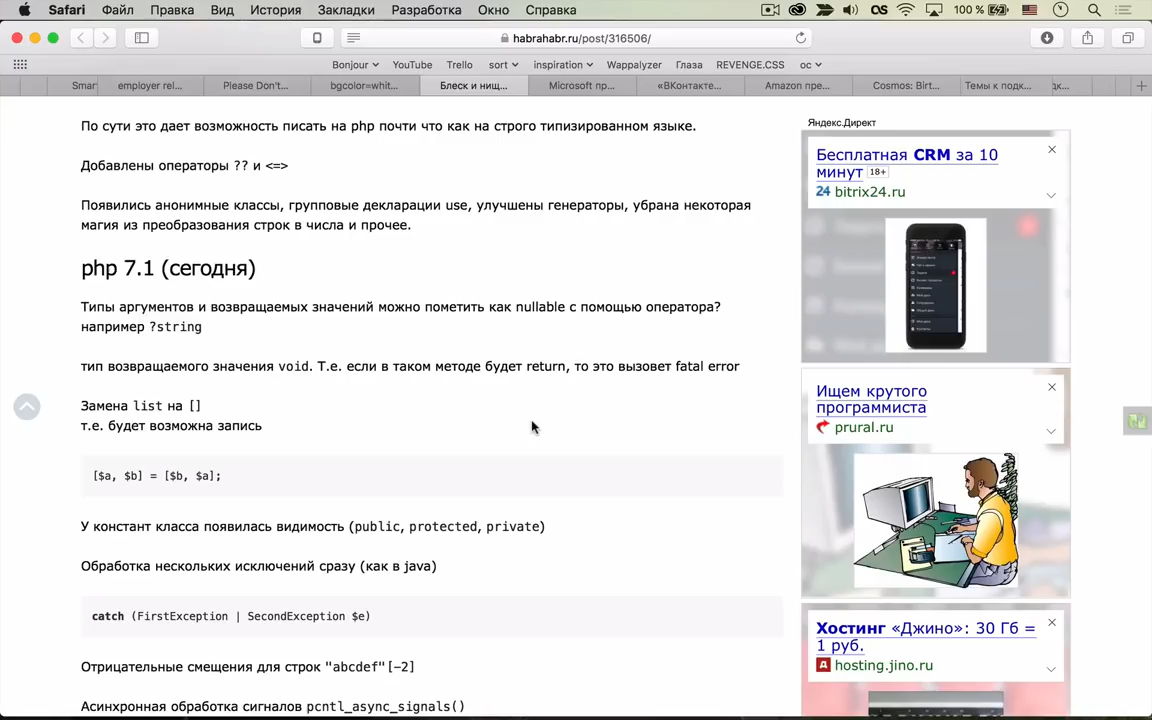 Safari Файл Правка Вид История Закладки Разработка Окно Справка 100 %
habrahabr.ru/post/316506/
Bonjour YouTube Trello sort inspiration Wappalyzer Глаза REVENGE.CSS ос
Smar employer rel... Please Don't... bgcolor=whit... Блеск и нищ... Microsoft пр... «ВКонтакте... Amazon пре... Cosmos: Birt... Темы к подк...
По сути это дает возможность писать на php почти что как на строго типизированном языке.
Добавлены операторы ?? и <=>
Появились анонимные классы, групповые декларации use, улучшены генераторы, убрана некоторая
магия из преобразования строк в числа и прочее.
php 7.1 (сегодня)
Типы аргументов и возвращаемых значений можно пометить как nullable с помощью оператора?
например ?string
тип возвращаемого значения void. Т.е. если в таком методе будет return, то это вызовет fatal error
Замена list на []
т.е. будет возможна запись
[$a, $b] = [$b, $a];
У констант класса появилась видимость (public, protected, private)
Обработка нескольких исключений сразу (как в java)
catch (FirstException | SecondException $e)
Отрицательные смещения для строк "abcdef"[-2]
Асинхронная обработка сигналов pcntl_async_signals()
Яндекс.Директ
Бесплатная CRM за 10
минут 18+
24 bitrix24.ru
Ищем крутого
программиста
prural.ru
Хостинг «Джино»: 30 Гб =
1 руб.
hosting.jino.ru